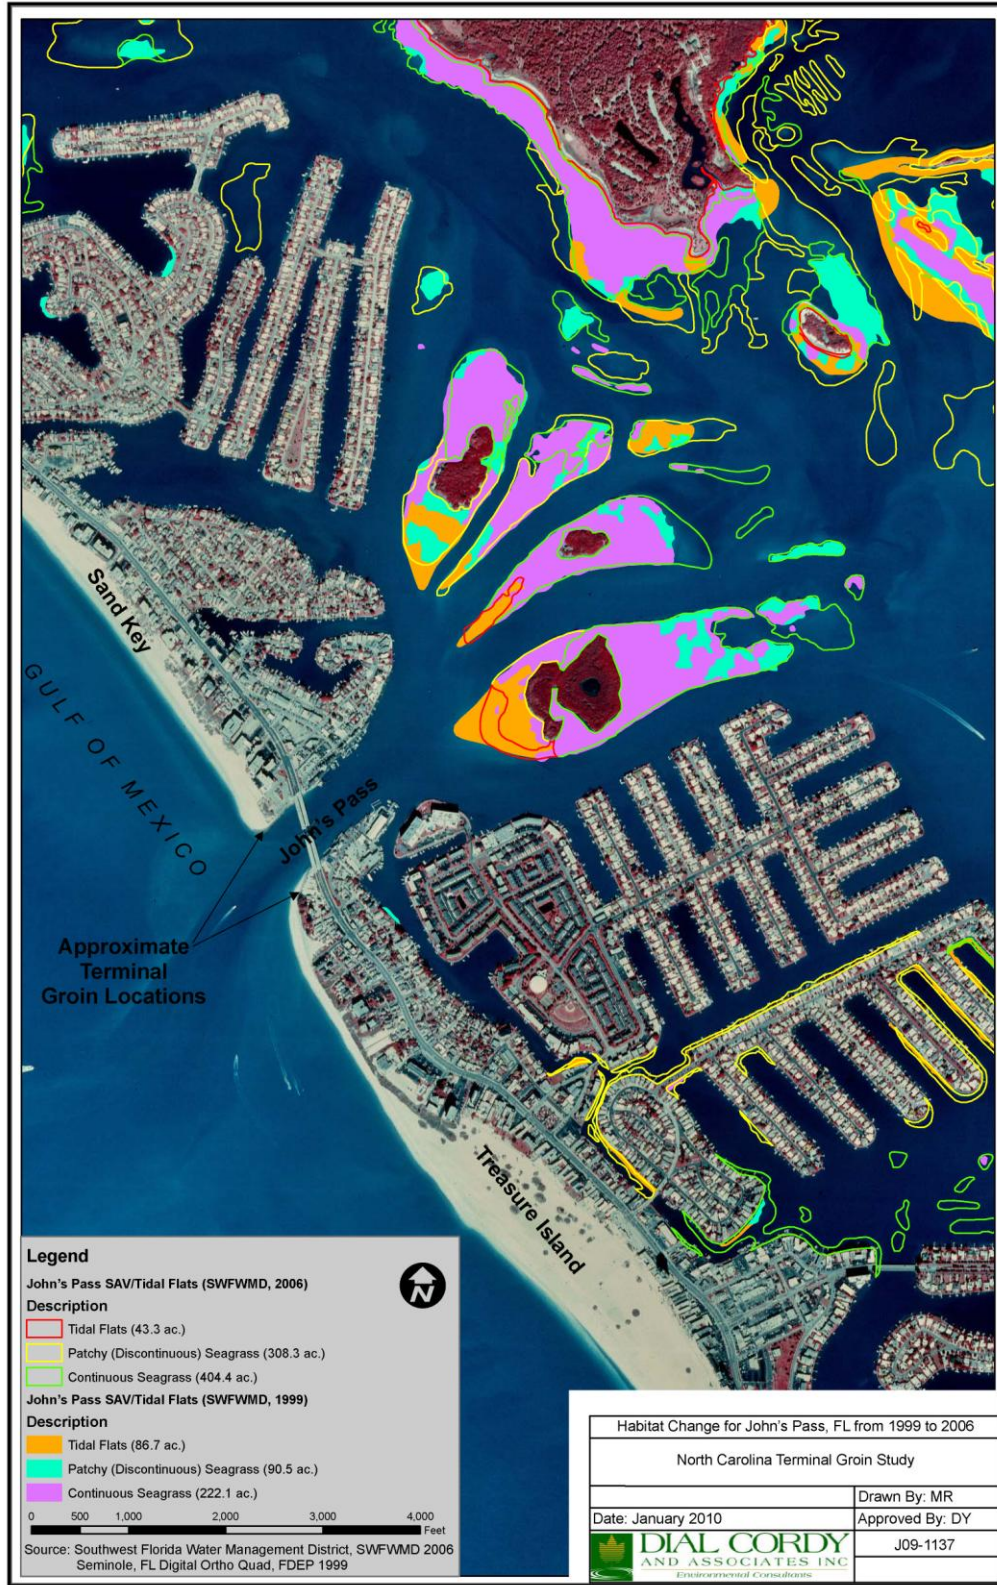 Sand Key
GULF OF MEXICO
John's Pass
Approximate
Terminal
Groin Locations
Treasure Island
Legend
John's Pass SAV/Tidal Flats (SWFWMD, 2006)
Description
Tidal Flats (43.3 ac.)
Patchy (Discontinuous) Seagrass (308.3 ac.)
Continuous Seagrass (404.4 ac.)
John's Pass SAV/Tidal Flats (SWFWMD, 1999)
Description
Tidal Flats (86.7 ac.)
Patchy (Discontinuous) Seagrass (90.5 ac.)
Continuous Seagrass (222.1 ac.)
N
0 500 1,000 2,000 3,000 4,000
Feet
Source: Southwest Florida Water Management District, SWFWMD 2006
Seminole, FL Digital Ortho Quad, FDEP 1999
Habitat Change for John's Pass, FL from 1999 to 2006
North Carolina Terminal Groin Study
Drawn By: MR
Date: January 2010
Approved By: DY
DIAL CORDY
AND ASSOCIATES INC
Environmental Consultants
J09-1137